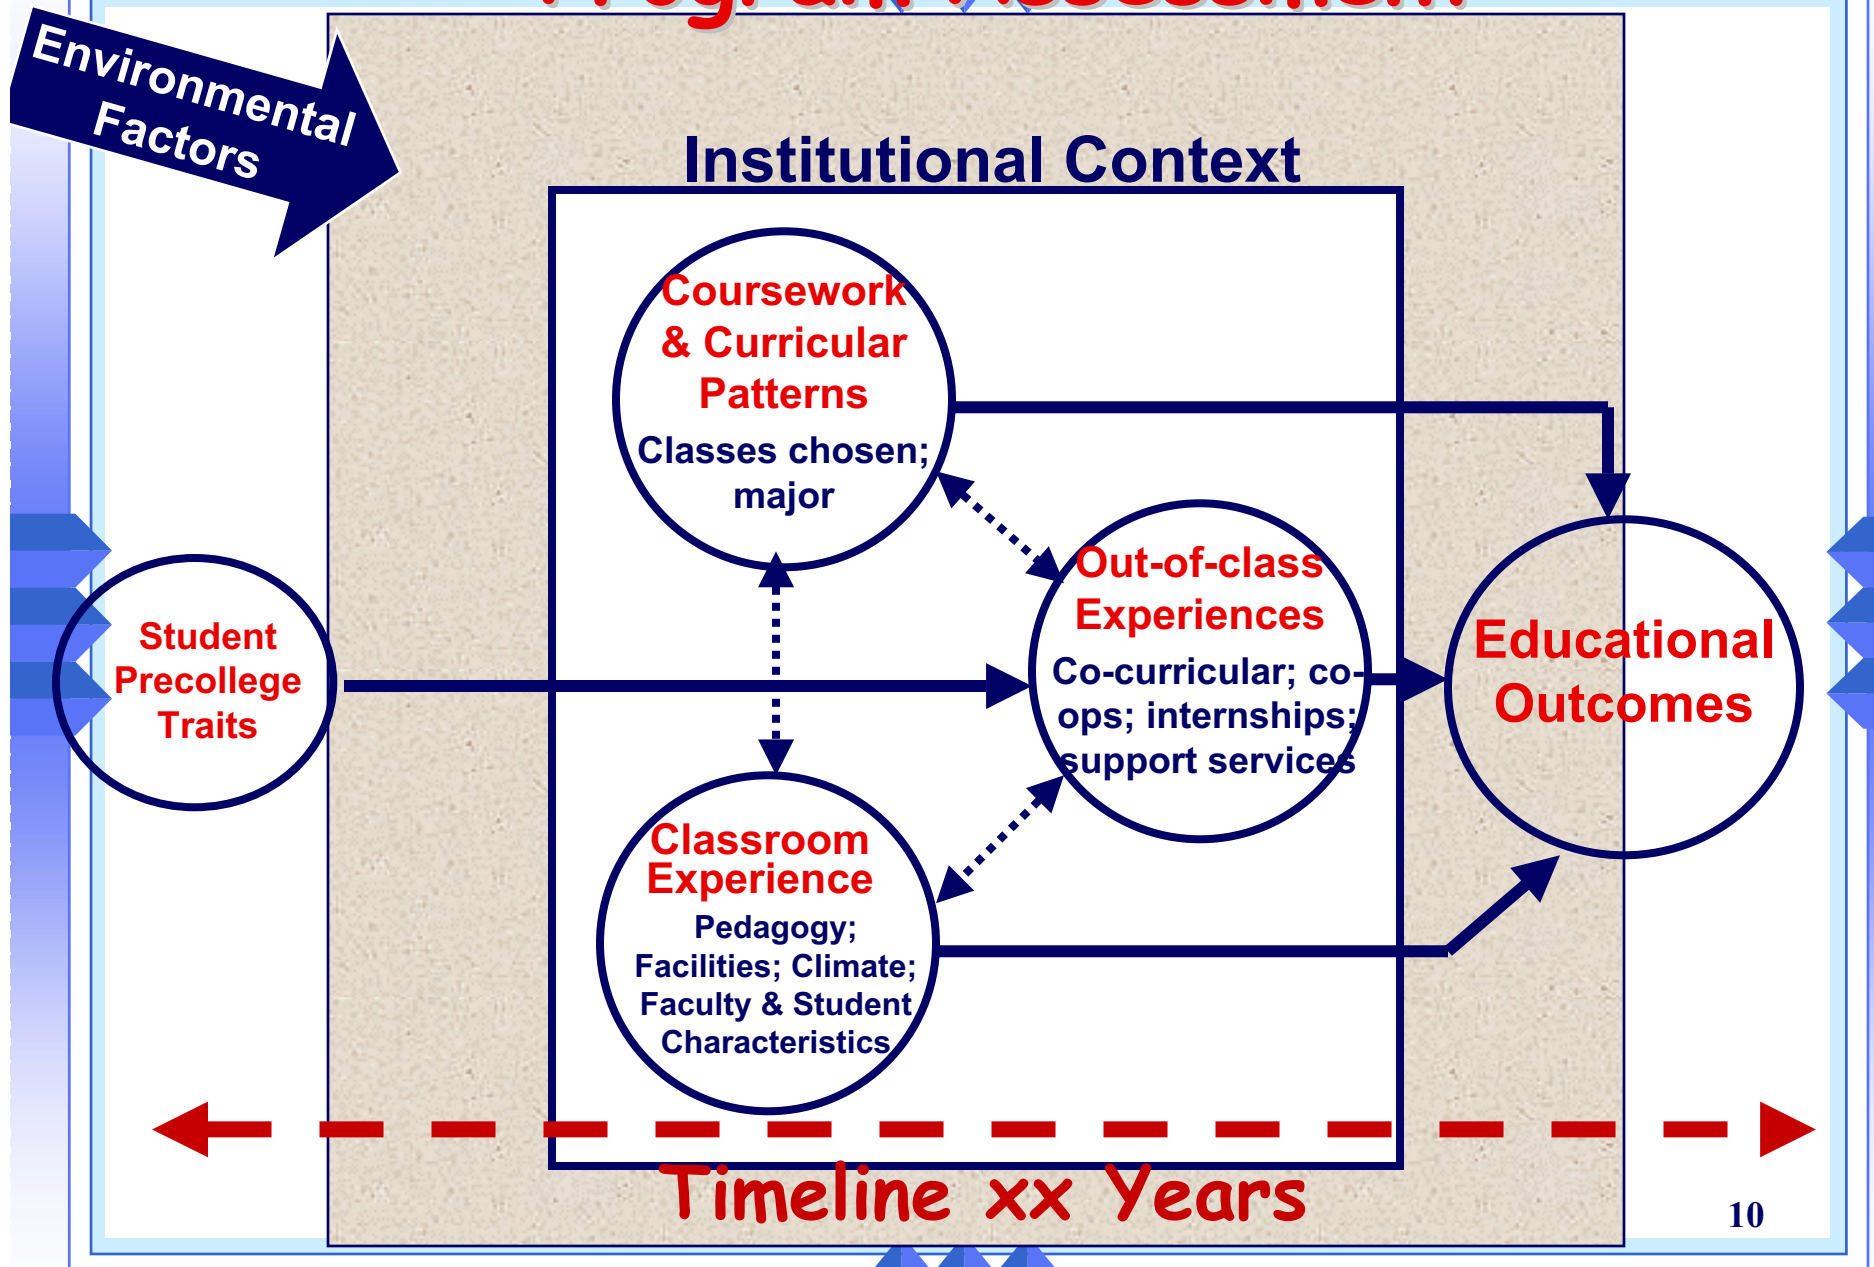 Program Assessment
Environmental
Factors
Institutional Context
Coursework
& Curricular
Patterns
Classes chosen;
major
Out-of-class
Experiences
Co-curricular; co-
ops; internships;
support services
Student
Precollege
Traits
Educational
Outcomes
Classroom
Experience
Pedagogy;
Facilities; Climate;
Faculty & Student
Characteristics
Timeline xx Years
10